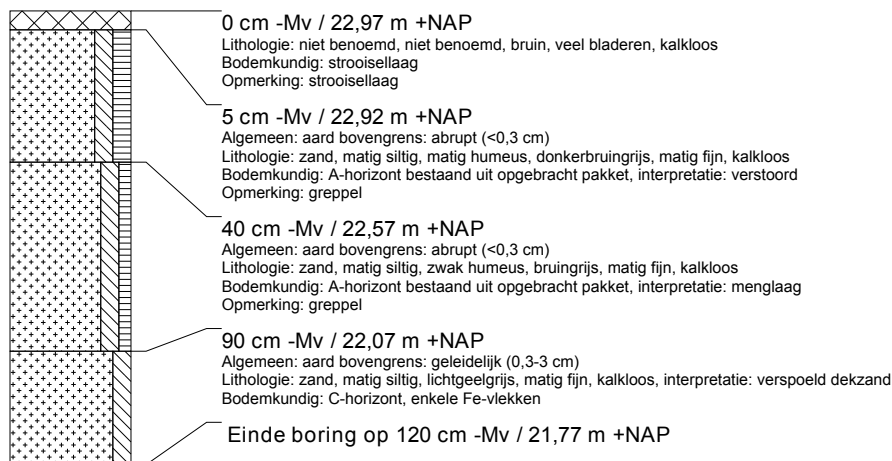 0 cm -Mv / 22,97 m +NAP
Lithologie: niet benoemd, niet benoemd, bruin, veel bladeren, kalkloos
Bodemkundig: strooisellaag
Opmerking: strooisellaag
5 cm -Mv / 22,92 m +NAP
Algemeen: aard bovengrens: abrupt (<0,3 cm)
Lithologie: zand, matig siltig, matig humeus, donkerbruingrijs, matig fijn, kalkloos
Bodemkundig: A-horizont bestaand uit opgebracht pakket, interpretatie: verstoord
Opmerking: greppel
40 cm -Mv / 22,57 m +NAP
Algemeen: aard bovengrens: abrupt (<0,3 cm)
Lithologie: zand, matig siltig, zwak humeus, bruingrijs, matig fijn, kalkloos
Bodemkundig: A-horizont bestaand uit opgebracht pakket, interpretatie: menglaag
Opmerking: greppel
90 cm -Mv / 22,07 m +NAP
Algemeen: aard bovengrens: geleidelijk (0,3-3 cm)
Lithologie: zand, matig siltig, lichtgeelgrijs, matig fijn, kalkloos, interpretatie: verspoeld dekzand
Bodemkundig: C-horizont, enkele Fe-vlekken
Einde boring op 120 cm -Mv / 21,77 m +NAP